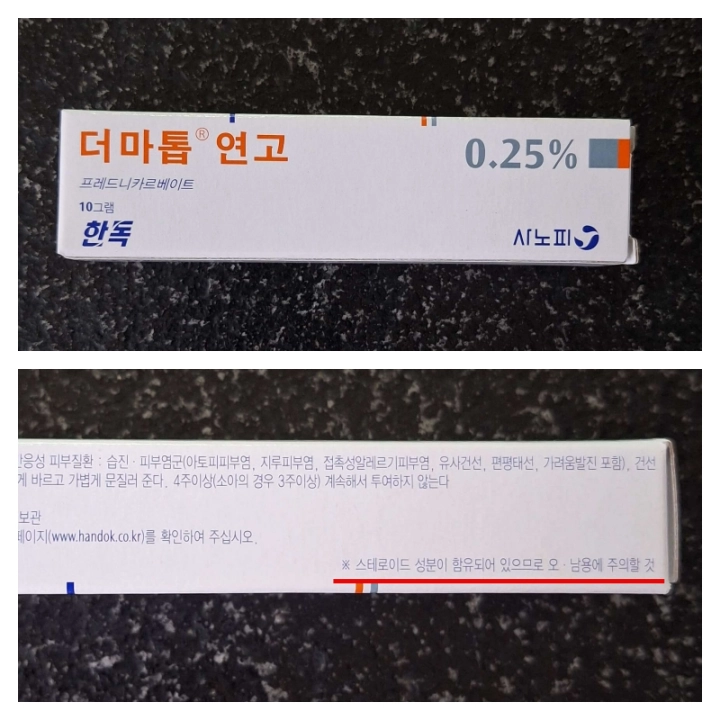 더마톱® 연고
0.25%
프레드니카르베이트
10그램
한독
사노피
반응성 피부질환 : 습진 · 피부염군(아토피피부염, 지루피부염, 접촉성알레르기피부염, 유사건선, 편평태선, 가려움발진 포함), 건선
게 바르고 가볍게 문질러 준다. 4주이상(소아의 경우 3주이상) 계속해서 투여하지 않는다
보관
페이지(www.handok.co.kr)를 확인하여 주십시오.
※ 스테로이드 성분이 함유되어 있으므로 오 · 남용에 주의할 것